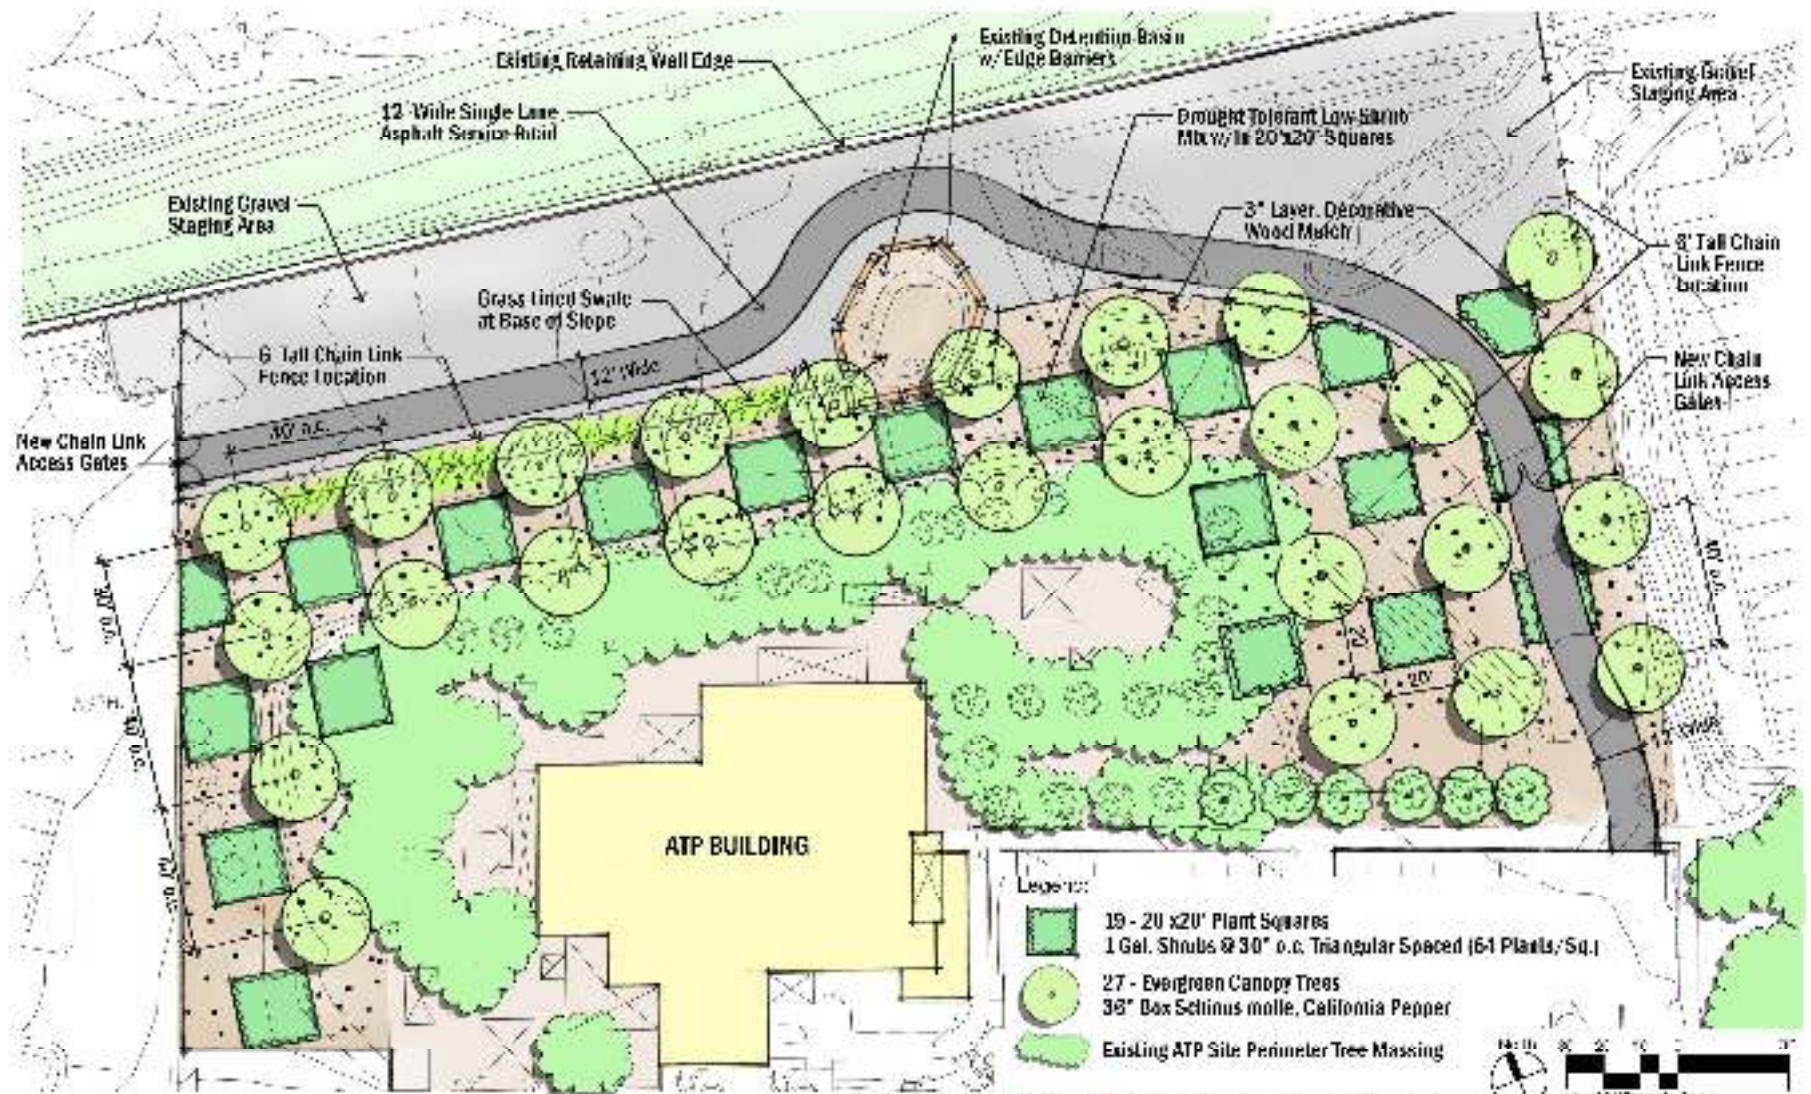 Existing Retaining Wall Edge
Existing Detention Basin
w/ Edge Barriers
Existing Gravel
Staging Area
12' Wide Single Lane
Asphalt Service Road
Drought Tolerant Low Shrub
Mix w/in 20'x20' Squares
Existing Gravel
Staging Area
3" Layer, Decorative
Wood Mulch
6' Tall Chain
Link Fence
Location
Grass Lined Swale
at Base of Slope
6' Tall Chain Link
Fence Location
12' Wide
New Chain
Link Access
Gates
New Chain Link
Access Gates
20'
20'
ATP BUILDING
Legend:
19 - 20'x20' Plant Squares
1 Gal. Shrubs @ 30" o.c. Triangular Spaced (64 Plants/Sq.)
27 - Evergreen Canopy Trees
36" Box Schinus molle, California Pepper
Existing ATP Site Perimeter Tree Massing
North